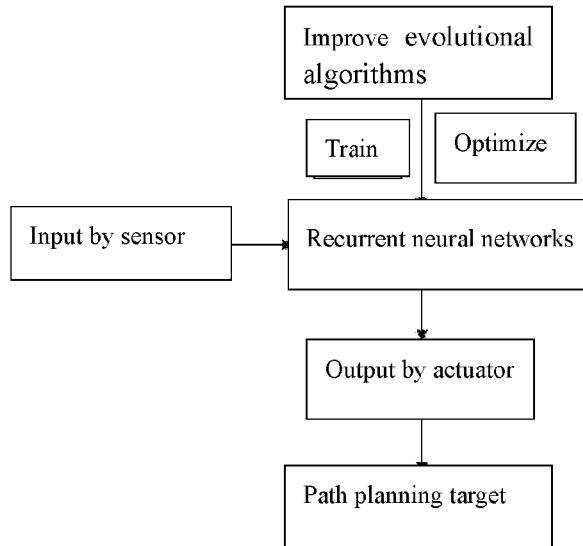 Improve evolutional
algorithms
Train
Optimize
Input by sensor
Recurrent neural networks
Output by actuator
Path planning target